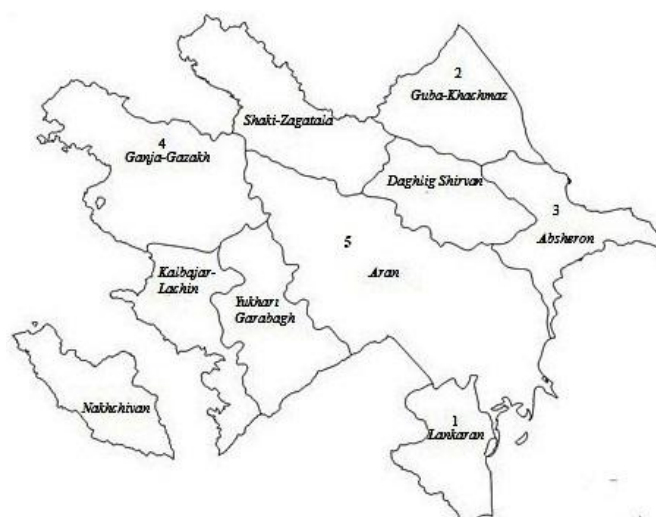 2
Guba-Khachmaz
Shaki-Zagatala
4
Ganja-Gazakh
Daghlig Shirvan
3
Absheron
5
Aran
Kalbajar-
Lachin
Yukhari
Garabagh
Nakhchivan
1
Lankaran